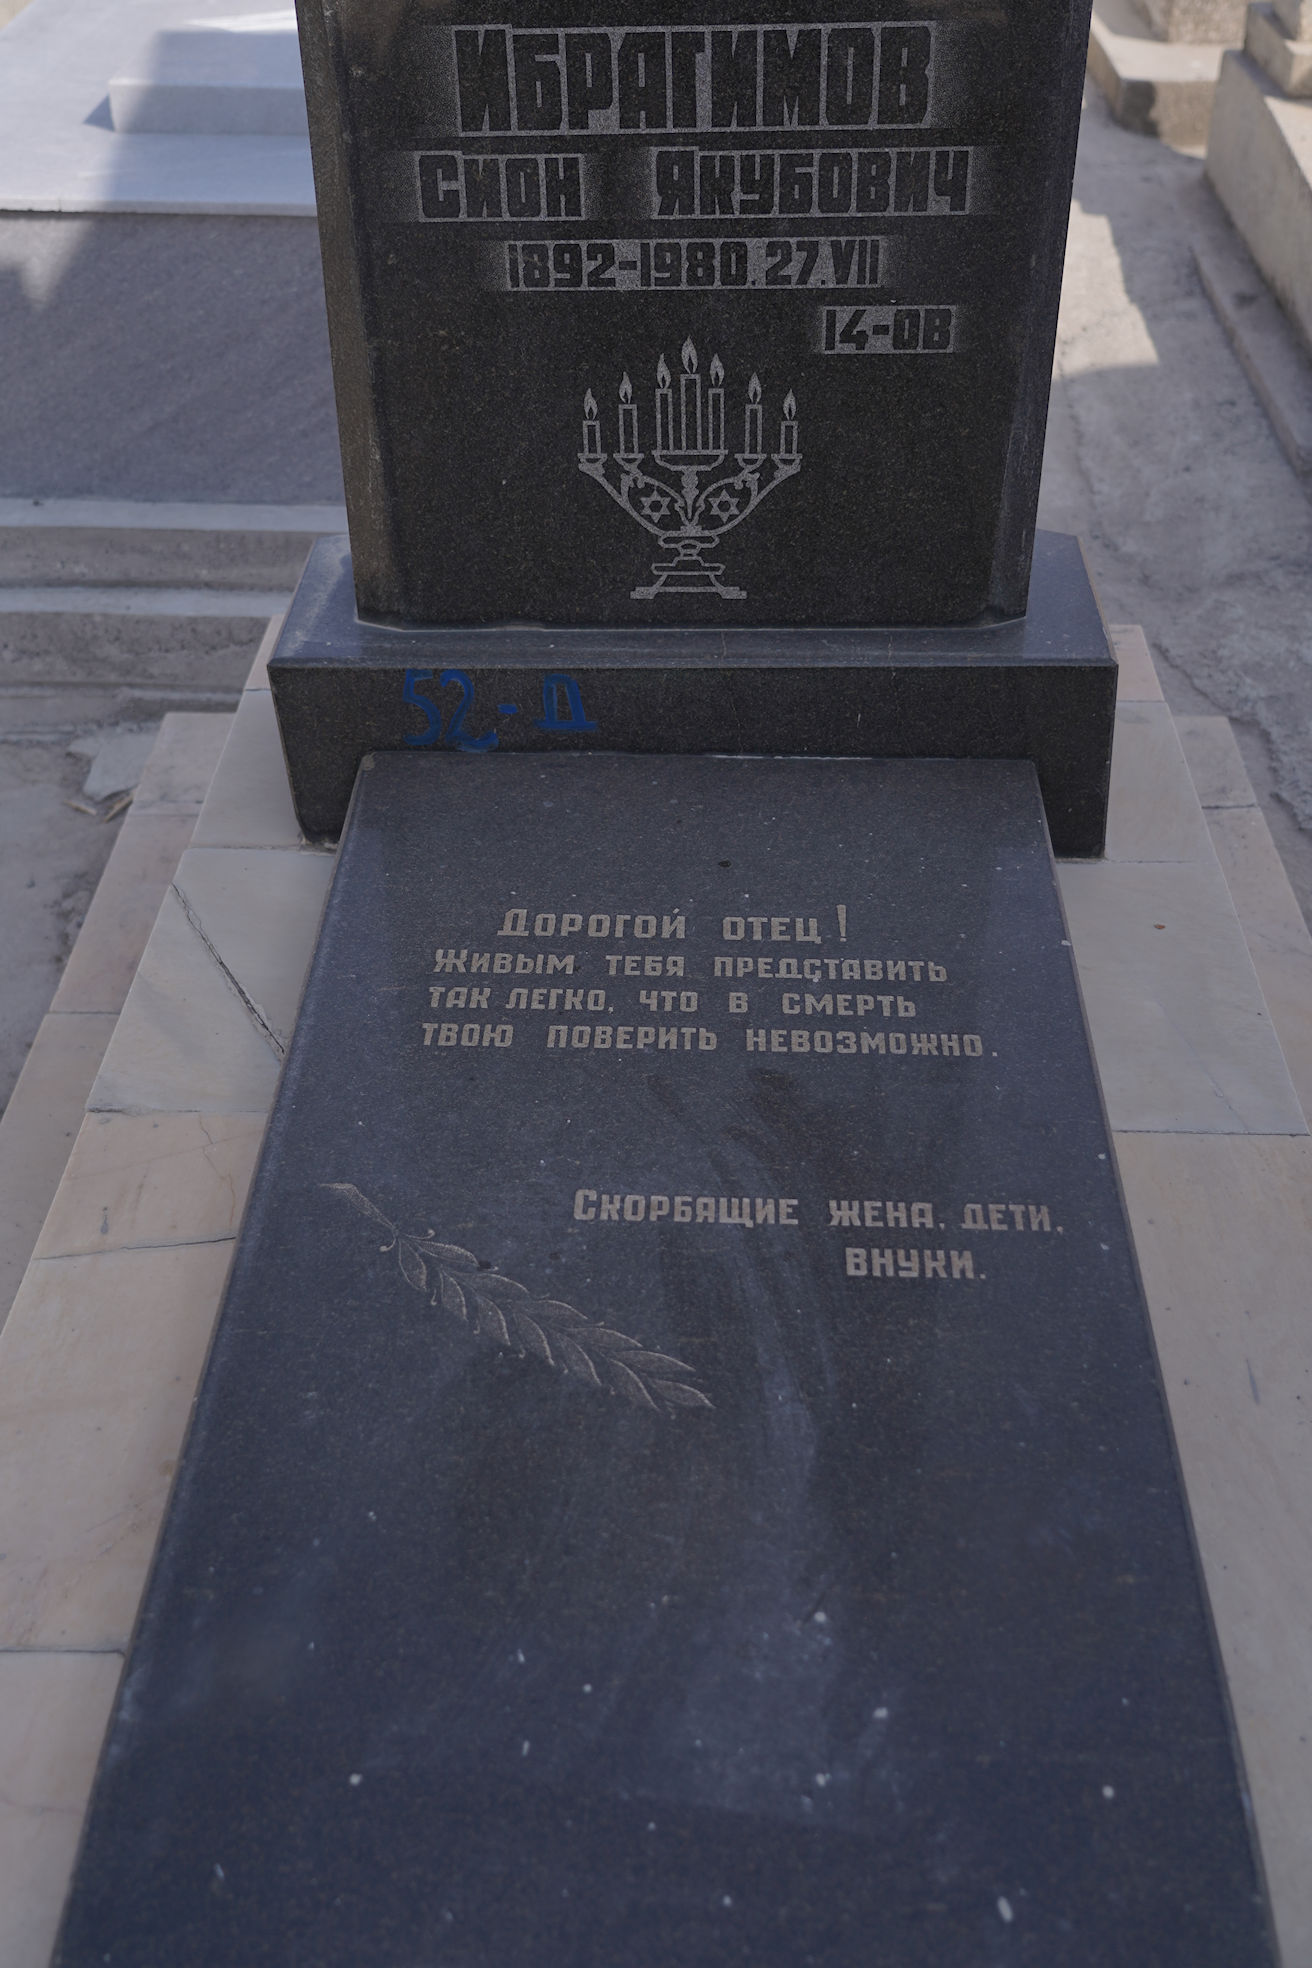 Ибрагимов
Сион Якубович
1892-1980.27.VII
14-ОВ
52-Д
Дорогой отец!
Живым тебя представить
так легко, что в смерть
твою поверить невозможно.
Скорбящие жена, дети,
внуки.